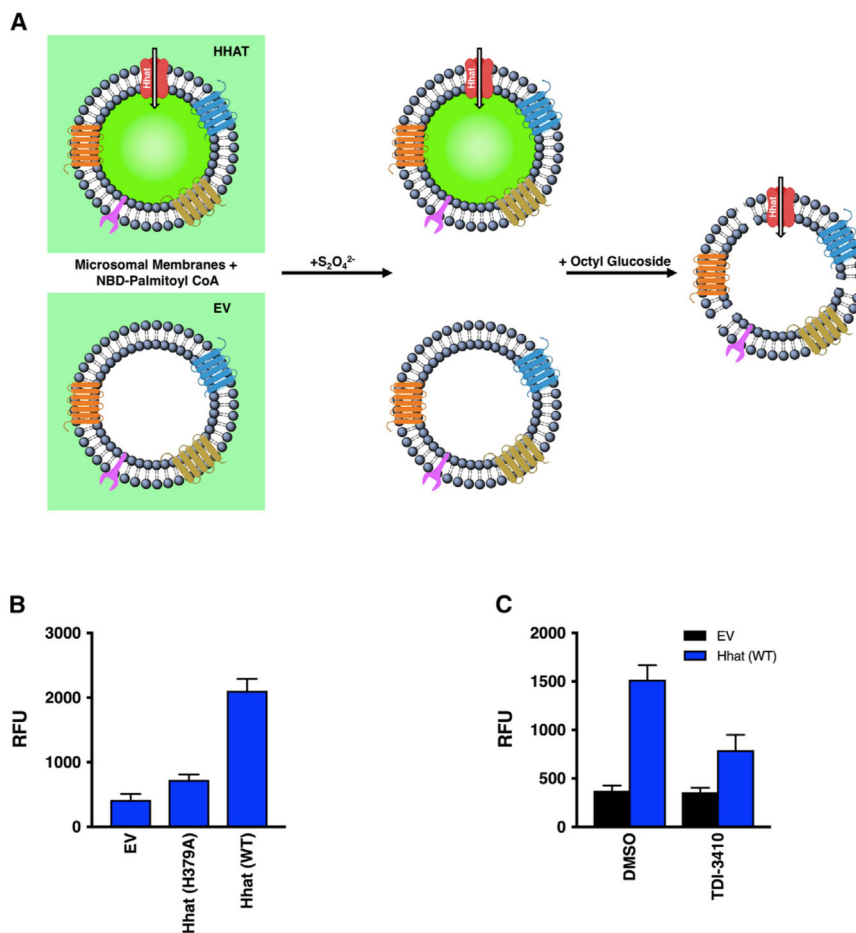 A
HHAT
Hhat
Hhat
Hhat
Microsomal Membranes +
NBD-Palmitoyl CoA
+S₂O₄²⁻
+ Octyl Glucoside
EV
B
3000
2000
1000
0
RFU
EV
Hhat (H379A)
Hhat (WT)
C
EV
Hhat (WT)
2000
1500
1000
500
0
RFU
DMSO
TDI-3410